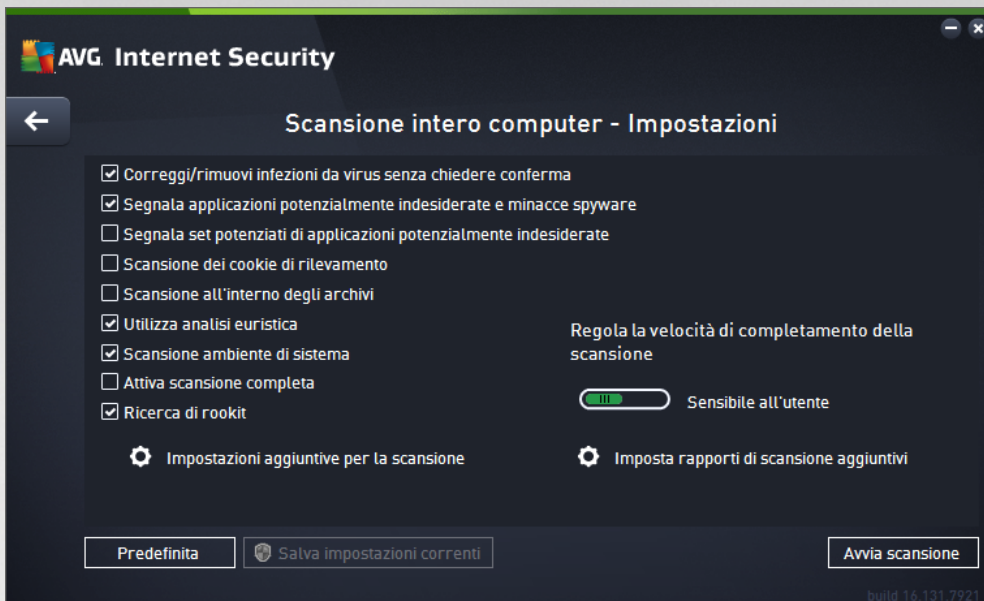 AVG. Internet Security
Scansione intero computer - Impostazioni
Correggi/rimuovi infezioni da virus senza chiedere conferma
Segnala applicazioni potenzialmente indesiderate e minacce spyware
Segnala set potenziati di applicazioni potenzialmente indesiderate
Scansione dei cookie di rilevamento
Scansione all'interno degli archivi
Utilizza analisi euristica
Scansione ambiente di sistema
Attiva scansione completa
Ricerca di rookit
Regola la velocità di completamento della
scansione
Sensibile all'utente
Impostazioni aggiuntive per la scansione
Imposta rapporti di scansione aggiuntivi
Predefinita
Salva impostazioni correnti
Avvia scansione
build 16.131.7921